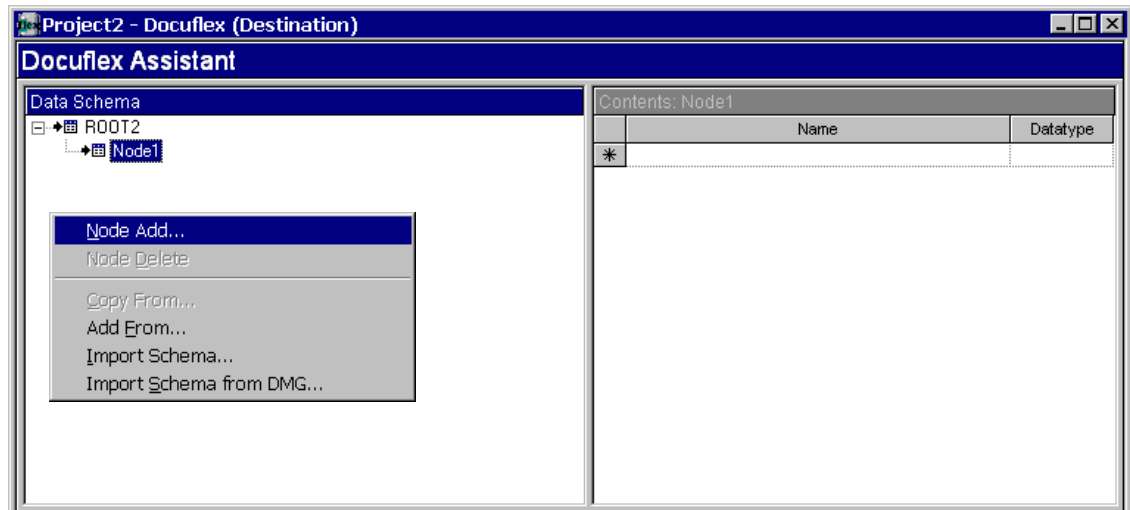 Project2 - Docuflex (Destination)
Docuflex Assistant
Data Schema
ROOT2
Node1
Node Add...
Node Delete
Copy From...
Add From...
Import Schema...
Import Schema from DMG...
Contents: Node1
Name Datatype